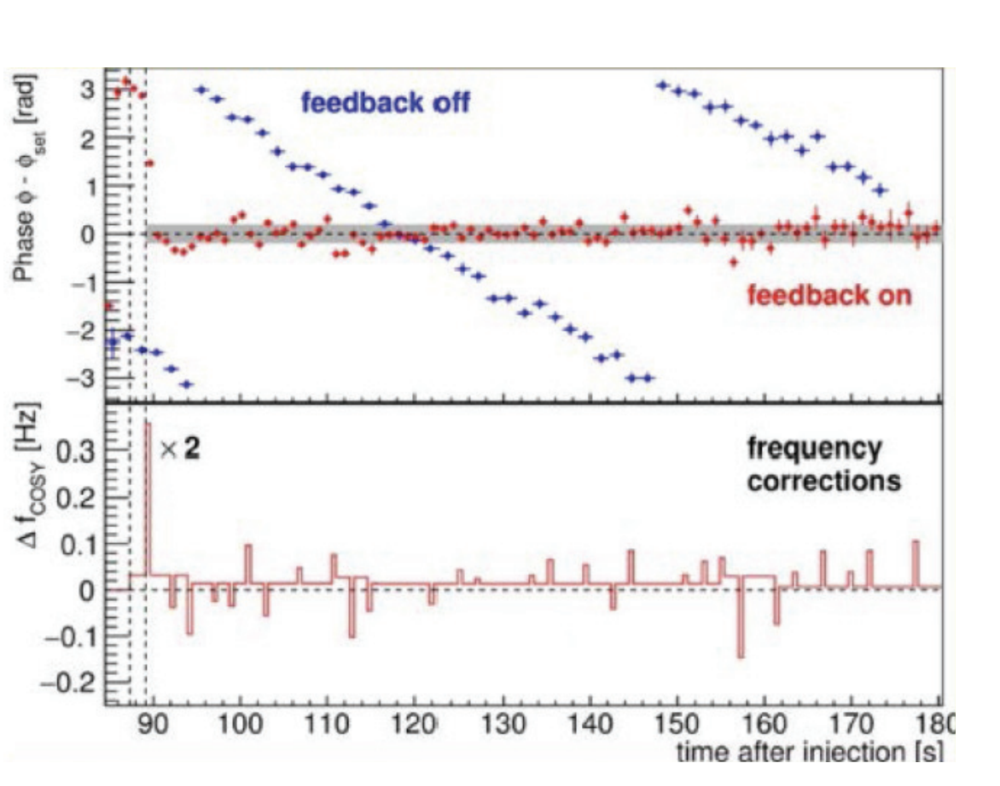 Phase ϕ - ϕset [rad]
3
2
1
0
−1
−2
−3
feedback off
feedback on
Δ fCOSY [Hz]
0.3
0.2
0.1
0
−0.1
−0.2
× 2
frequency
corrections
90 100 110 120 130 140 150 160 170 180
time after injection [s]